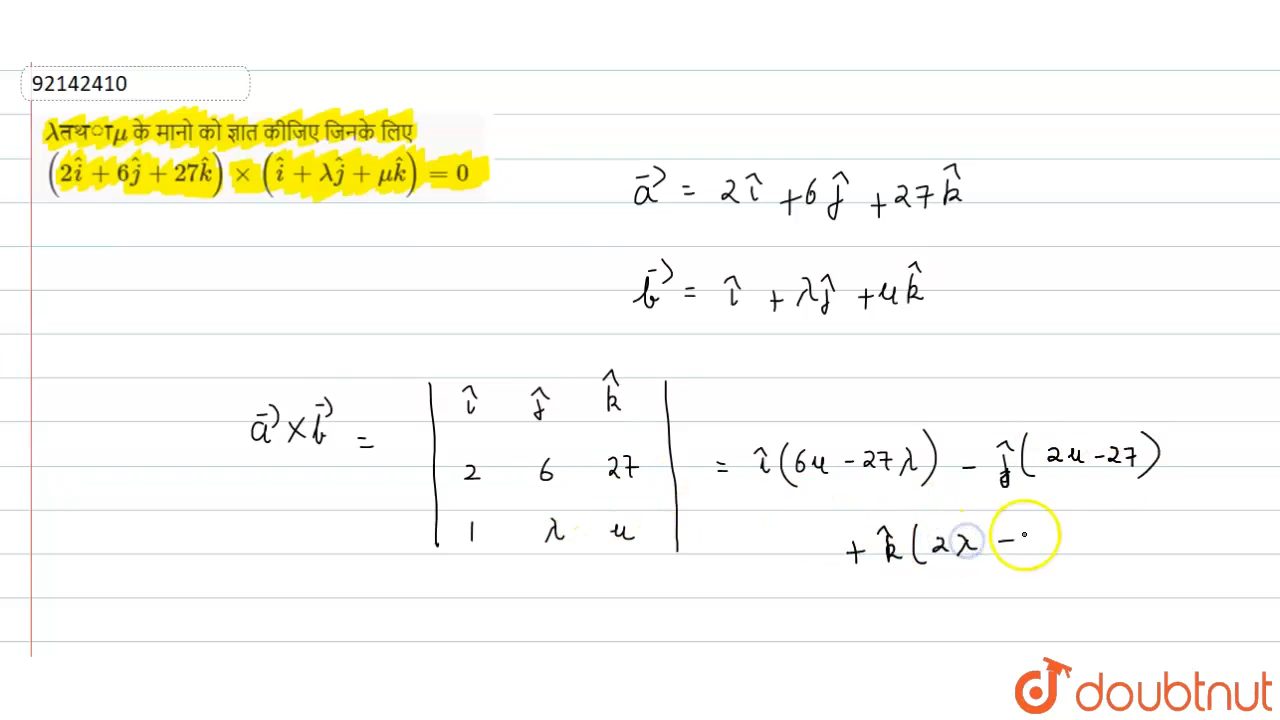 92142410
λतथाµ के मानो को ज्ञात कीजिए जिनके लिए
(2î + 6ĵ + 27k̂) × (î + λĵ + μk̂) = 0
a⃗ = 2î + 6ĵ + 27k̂
b⃗ = î + λĵ + uk̂
a⃗ × b⃗ = | î ĵ k̂ | = î(6u - 27λ) - ĵ(2u - 27)
2 6 27
1 λ u
+ k̂(2λ -
doubtnut